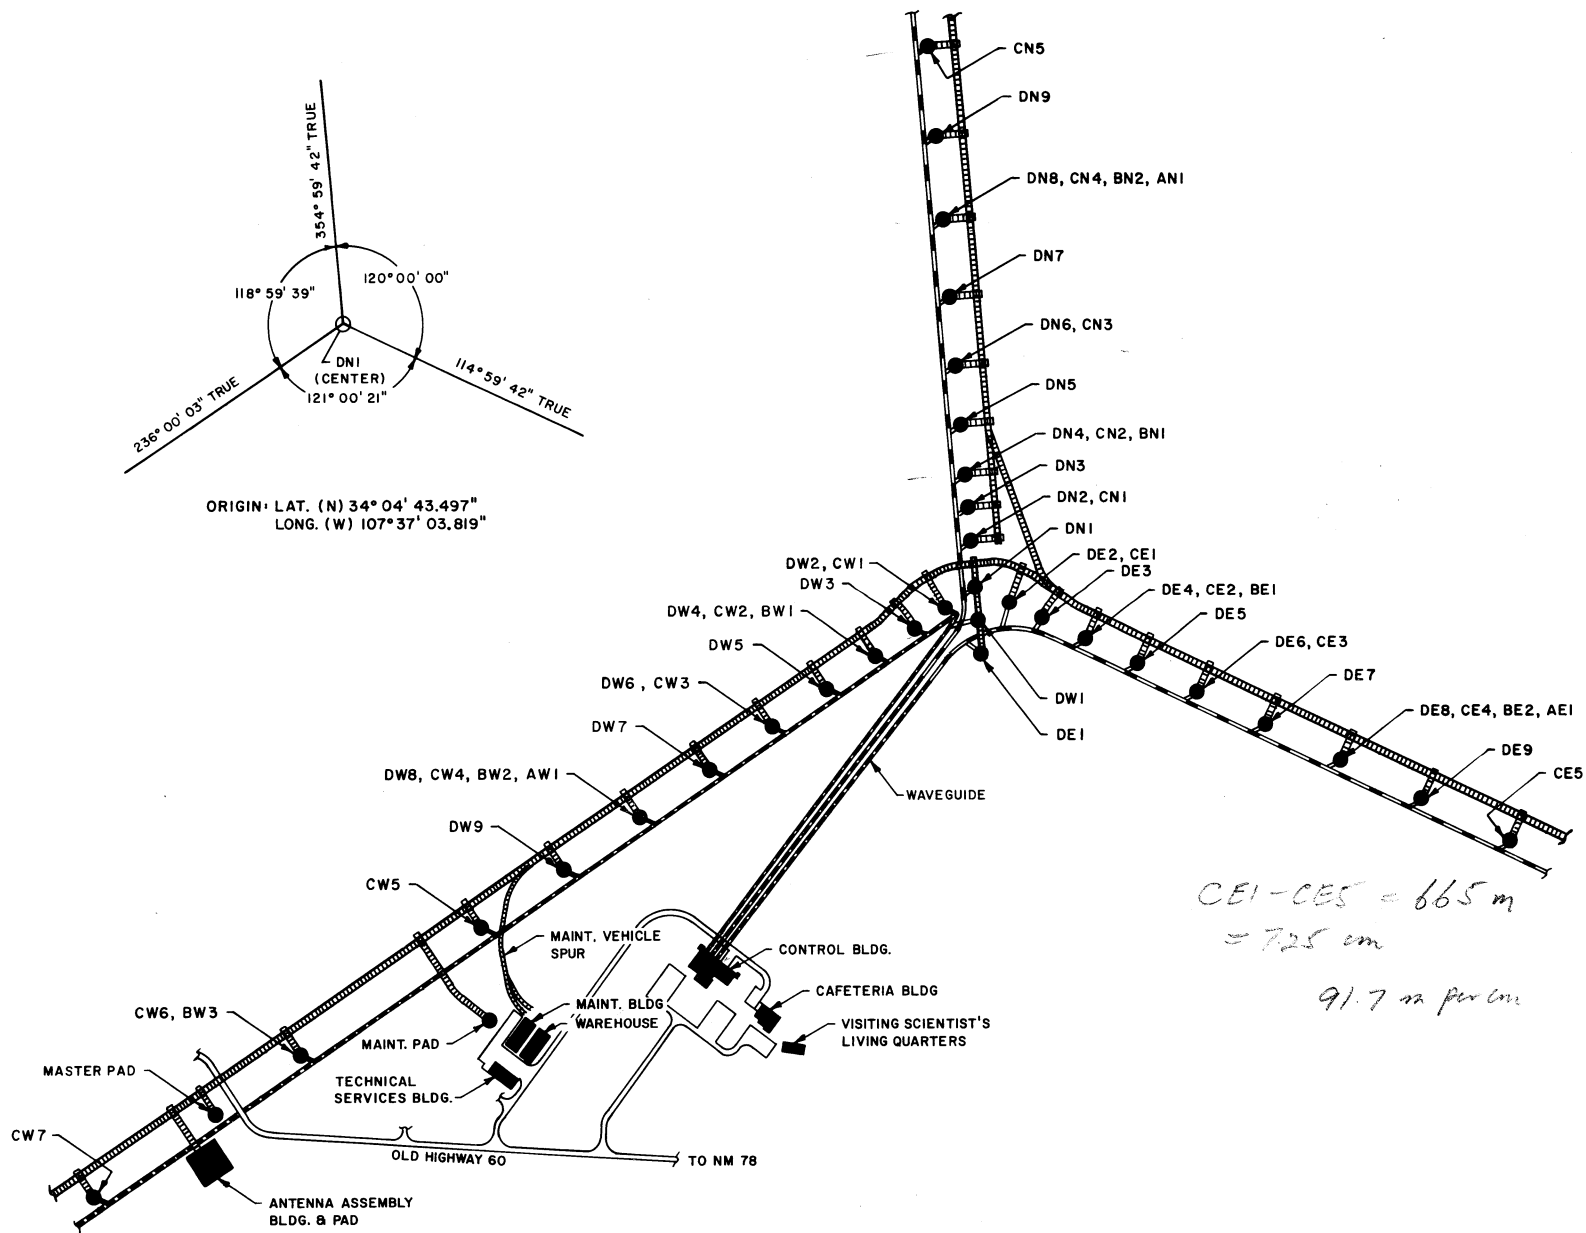 CN5
DN9
354° 59' 42" TRUE
DN8, CN4, BN2, AN1
DN7
120° 00' 00"
118° 59' 39"
DN6, CN3
DN1
(CENTER)
114° 59' 42" TRUE
121° 00' 21"
236° 00' 03" TRUE
DN5
DN4, CN2, BN1
DN3
DN2, CN1
ORIGIN: LAT. (N) 34° 04' 43.497"
LONG. (W) 107° 37' 03.819"
DN1
DE2, CE1
DE3
DE4, CE2, BE1
DE5
DE6, CE3
DE7
DE8, CE4, BE2, AE1
DE9
CE5
DW2, CW1
DW3
DW4, CW2, BW1
DW5
DW6, CW3
DW7
DW8, CW4, BW2, AW1
DW9
CW5
DW1
DE1
WAVEGUIDE
CE1-CE5 = 665 m
= 7.25 cm
91.7 m per cm
MAINT. VEHICLE
SPUR
CONTROL BLDG.
CAFETERIA BLDG
VISITING SCIENTIST'S
LIVING QUARTERS
MAINT. BLDG
WAREHOUSE
MAINT. PAD
TECHNICAL
SERVICES BLDG.
CW6, BW3
MASTER PAD
CW7
OLD HIGHWAY 60
TO NM 78
ANTENNA ASSEMBLY
BLDG. & PAD